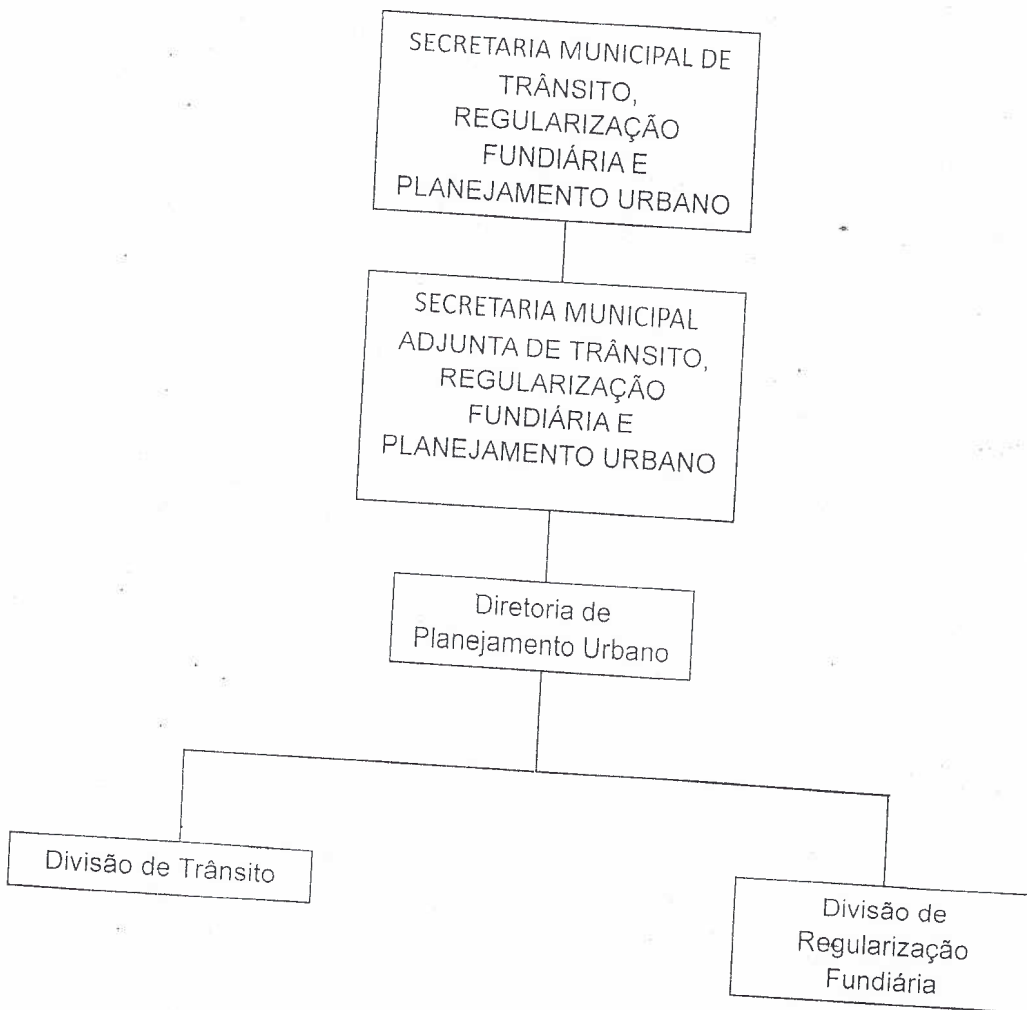 SECRETARIA MUNICIPAL DE
TRÂNSITO,
REGULARIZAÇÃO
FUNDIÁRIA E
PLANEJAMENTO URBANO
SECRETARIA MUNICIPAL
ADJUNTA DE TRÂNSITO,
REGULARIZAÇÃO
FUNDIÁRIA E
PLANEJAMENTO URBANO
Diretoria de
Planejamento Urbano
Divisão de Trânsito
Divisão de
Regularização
Fundiária